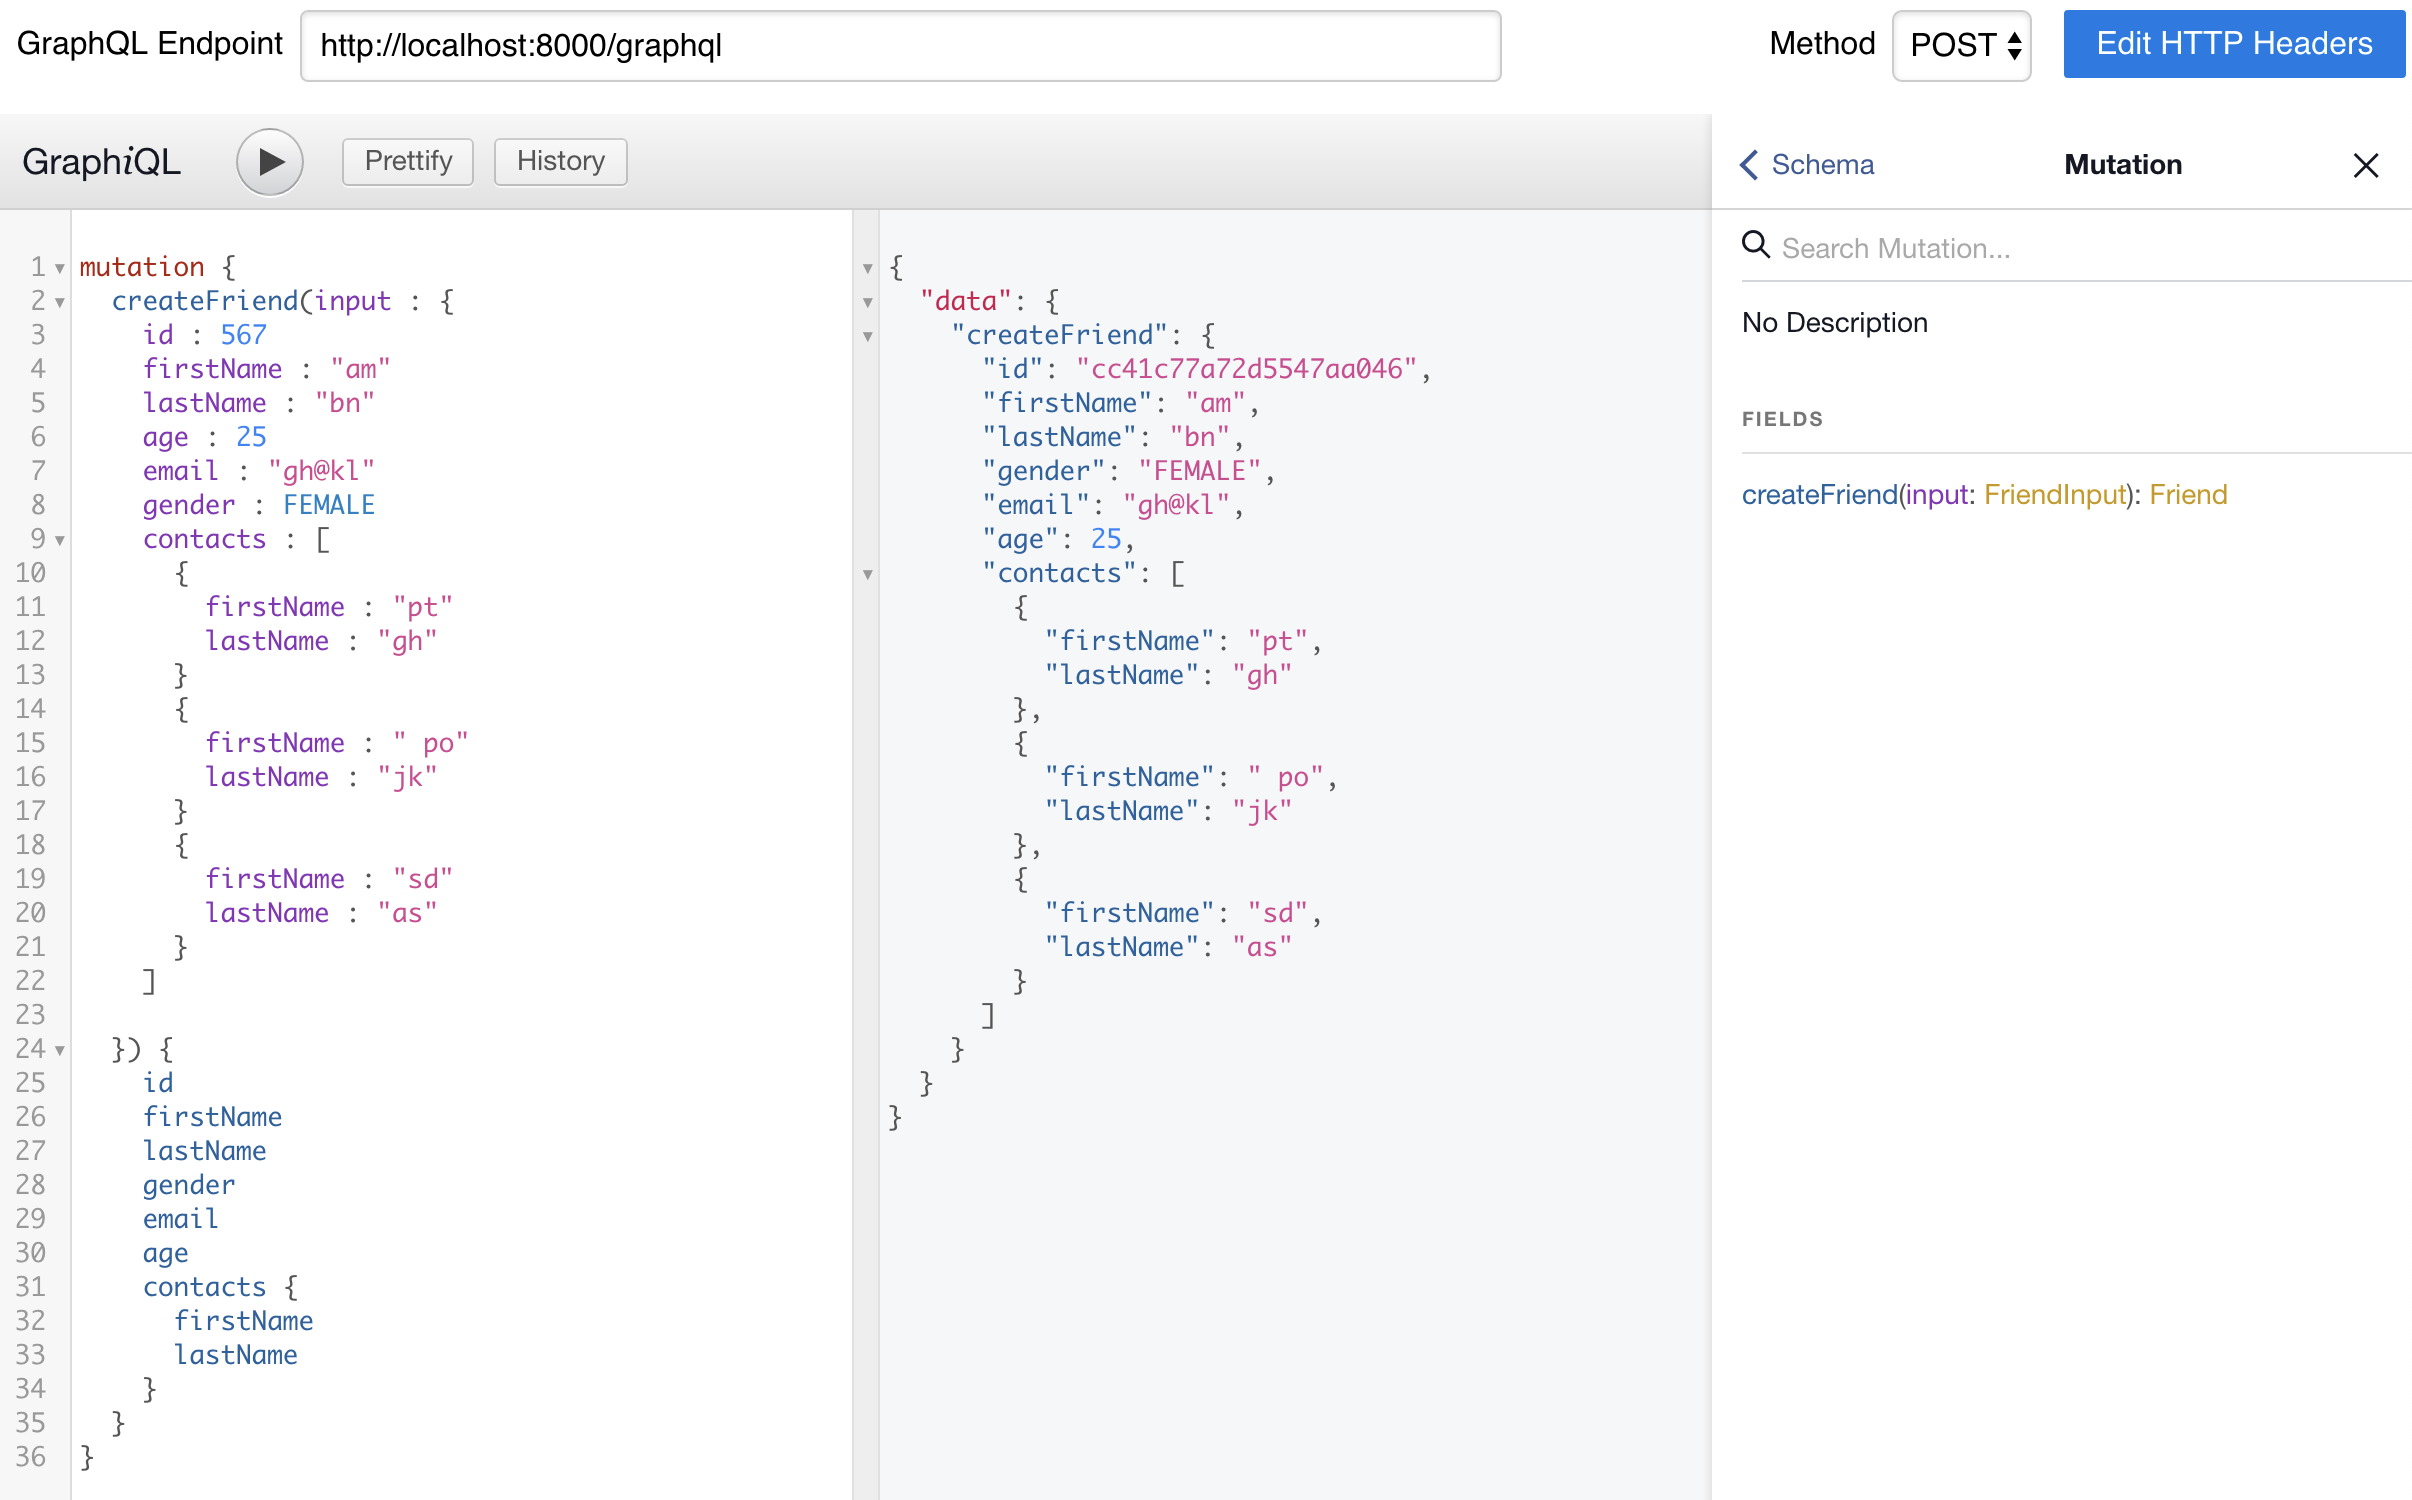 GraphQL Endpoint http://localhost:8000/graphql Method POST Edit HTTP Headers
GraphiQL Prettify History
1 mutation {
2 createFriend(input : {
3 id : 567
4 firstName : "am"
5 lastName : "bn"
6 age : 25
7 email : "gh@kl"
8 gender : FEMALE
9 contacts : [
10 {
11 firstName : "pt"
12 lastName : "gh"
13 }
14 {
15 firstName : " po"
16 lastName : "jk"
17 }
18 {
19 firstName : "sd"
20 lastName : "as"
21 }
22 ]
23
24 }) {
25 id
26 firstName
27 lastName
28 gender
29 email
30 age
31 contacts {
32 firstName
33 lastName
34 }
35 }
36 }
{
"data": {
"createFriend": {
"id": "cc41c77a72d5547aa046",
"firstName": "am",
"lastName": "bn",
"gender": "FEMALE",
"email": "gh@kl",
"age": 25,
"contacts": [
{
"firstName": "pt",
"lastName": "gh"
},
{
"firstName": " po",
"lastName": "jk"
},
{
"firstName": "sd",
"lastName": "as"
}
]
}
}
}
Schema Mutation
Search Mutation...
No Description
FIELDS
createFriend(input: FriendInput): Friend